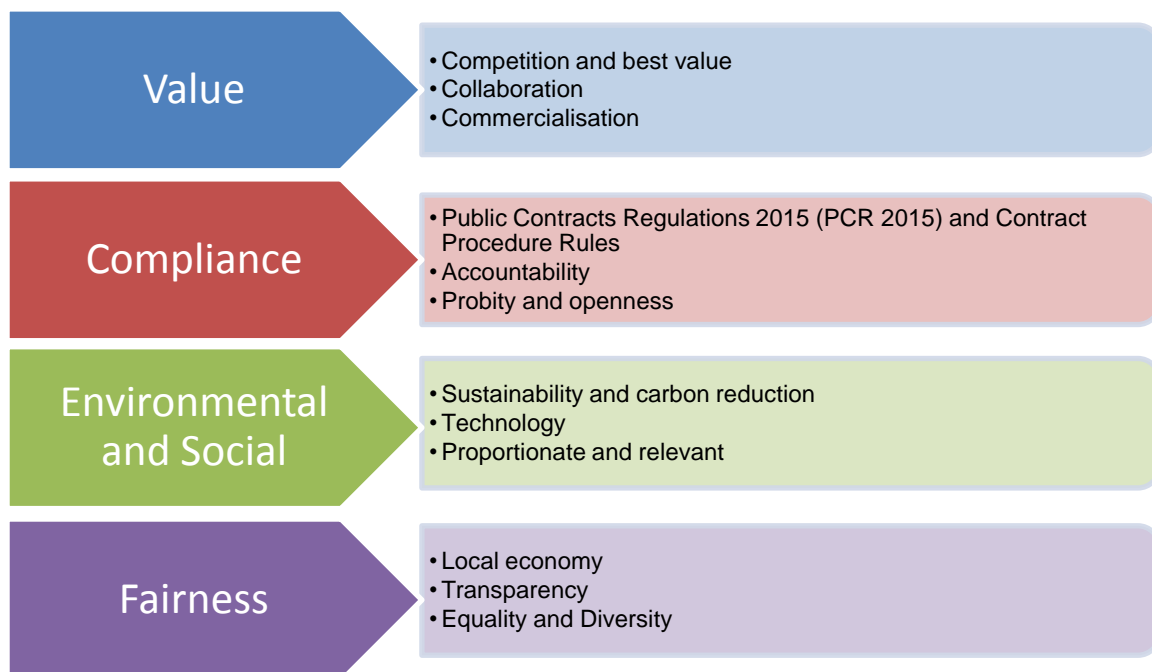 Value
• Competition and best value
• Collaboration
• Commercialisation
Compliance
• Public Contracts Regulations 2015 (PCR 2015) and Contract
Procedure Rules
• Accountability
• Probity and openness
Environmental
and Social
• Sustainability and carbon reduction
• Technology
• Proportionate and relevant
Fairness
• Local economy
• Transparency
• Equality and Diversity